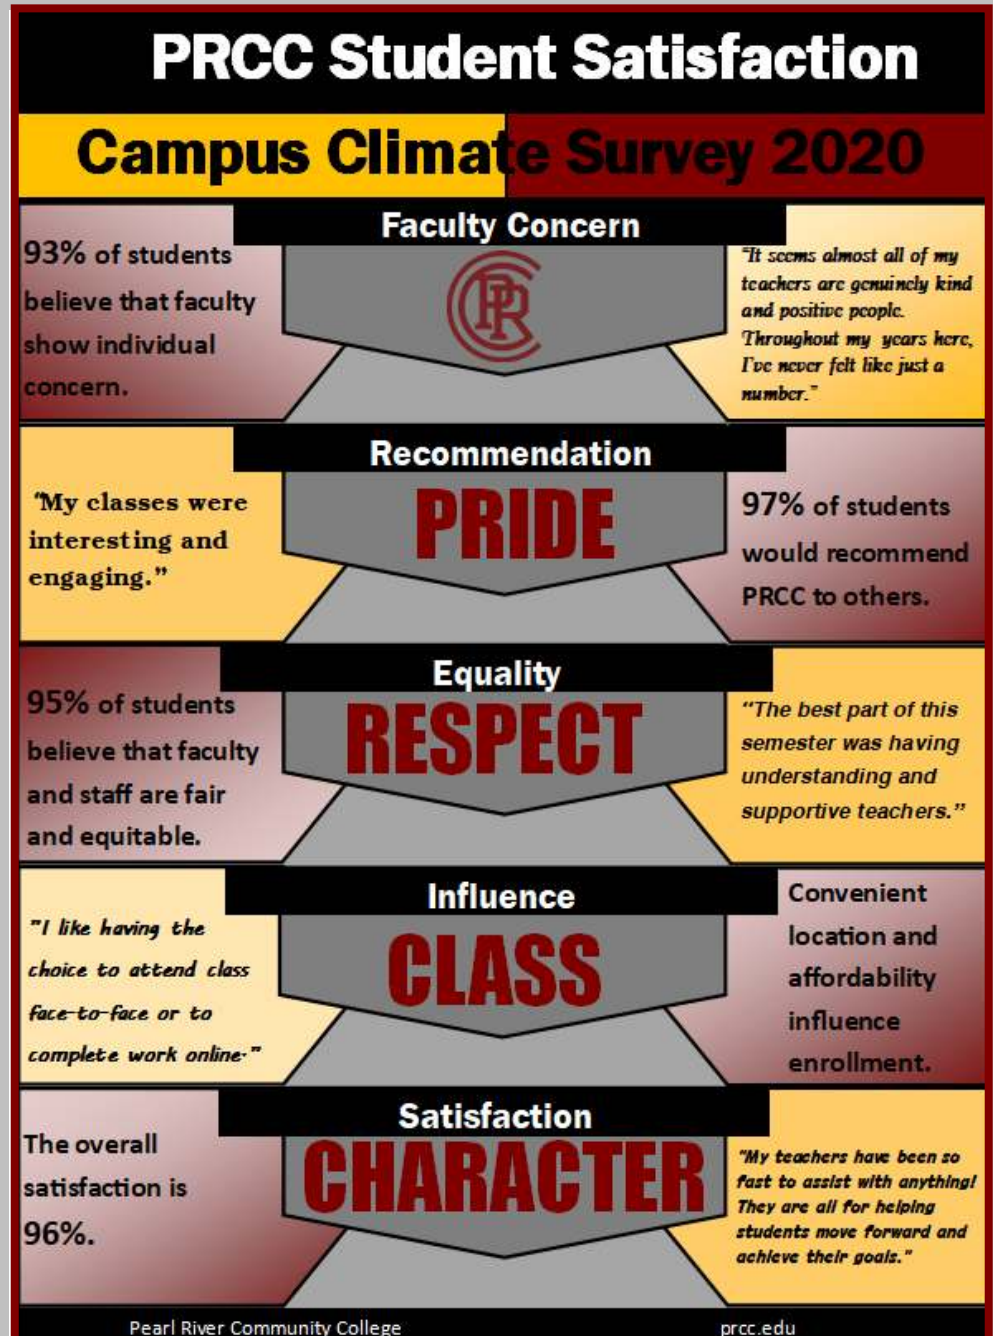 PRCC Student Satisfaction
Campus Climate Survey 2020
Faculty Concern
93% of students
believe that faculty
show individual
concern.
"It seems almost all of my
teachers are genuinely kind
and positive people.
Throughout my years here,
I've never felt like just a
number."
Recommendation
"My classes were
interesting and
engaging."
PRIDE
97% of students
would recommend
PRCC to others.
Equality
95% of students
believe that faculty
and staff are fair
and equitable.
RESPECT
"The best part of this
semester was having
understanding and
supportive teachers."
Influence
"I like having the
choice to attend class
face-to-face or to
complete work online."
CLASS
Convenient
location and
affordability
influence
enrollment.
Satisfaction
The overall
satisfaction is
96%.
CHARACTER
"My teachers have been so
fast to assist with anything!
They are all for helping
students move forward and
achieve their goals."
Pearl River Community College prcc.edu